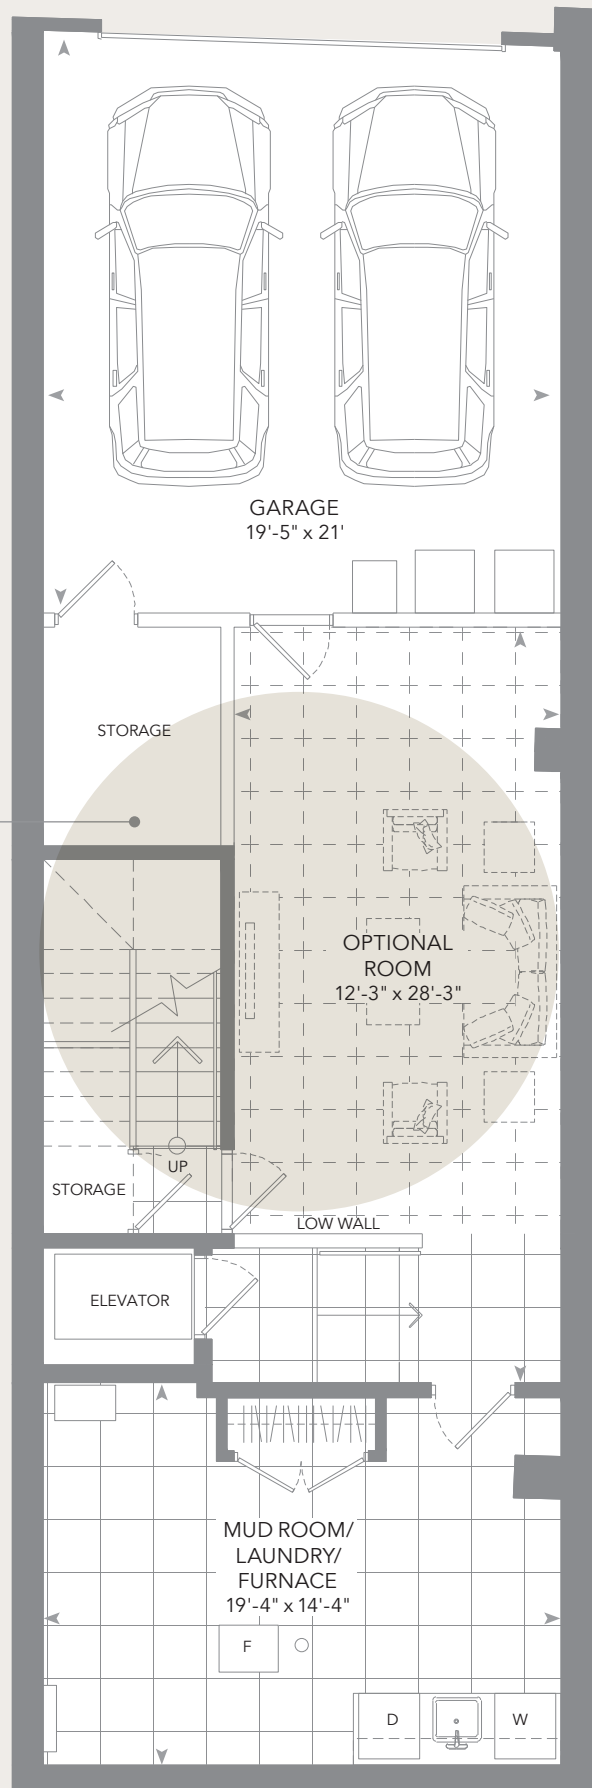 GARAGE
19'-5" x 21'
STORAGE
OPTIONAL
ROOM
12'-3" x 28'-3"
UP
STORAGE
LOW WALL
ELEVATOR
MUD ROOM/
LAUNDRY/
FURNACE
19'-4" x 14'-4"
F
D
W